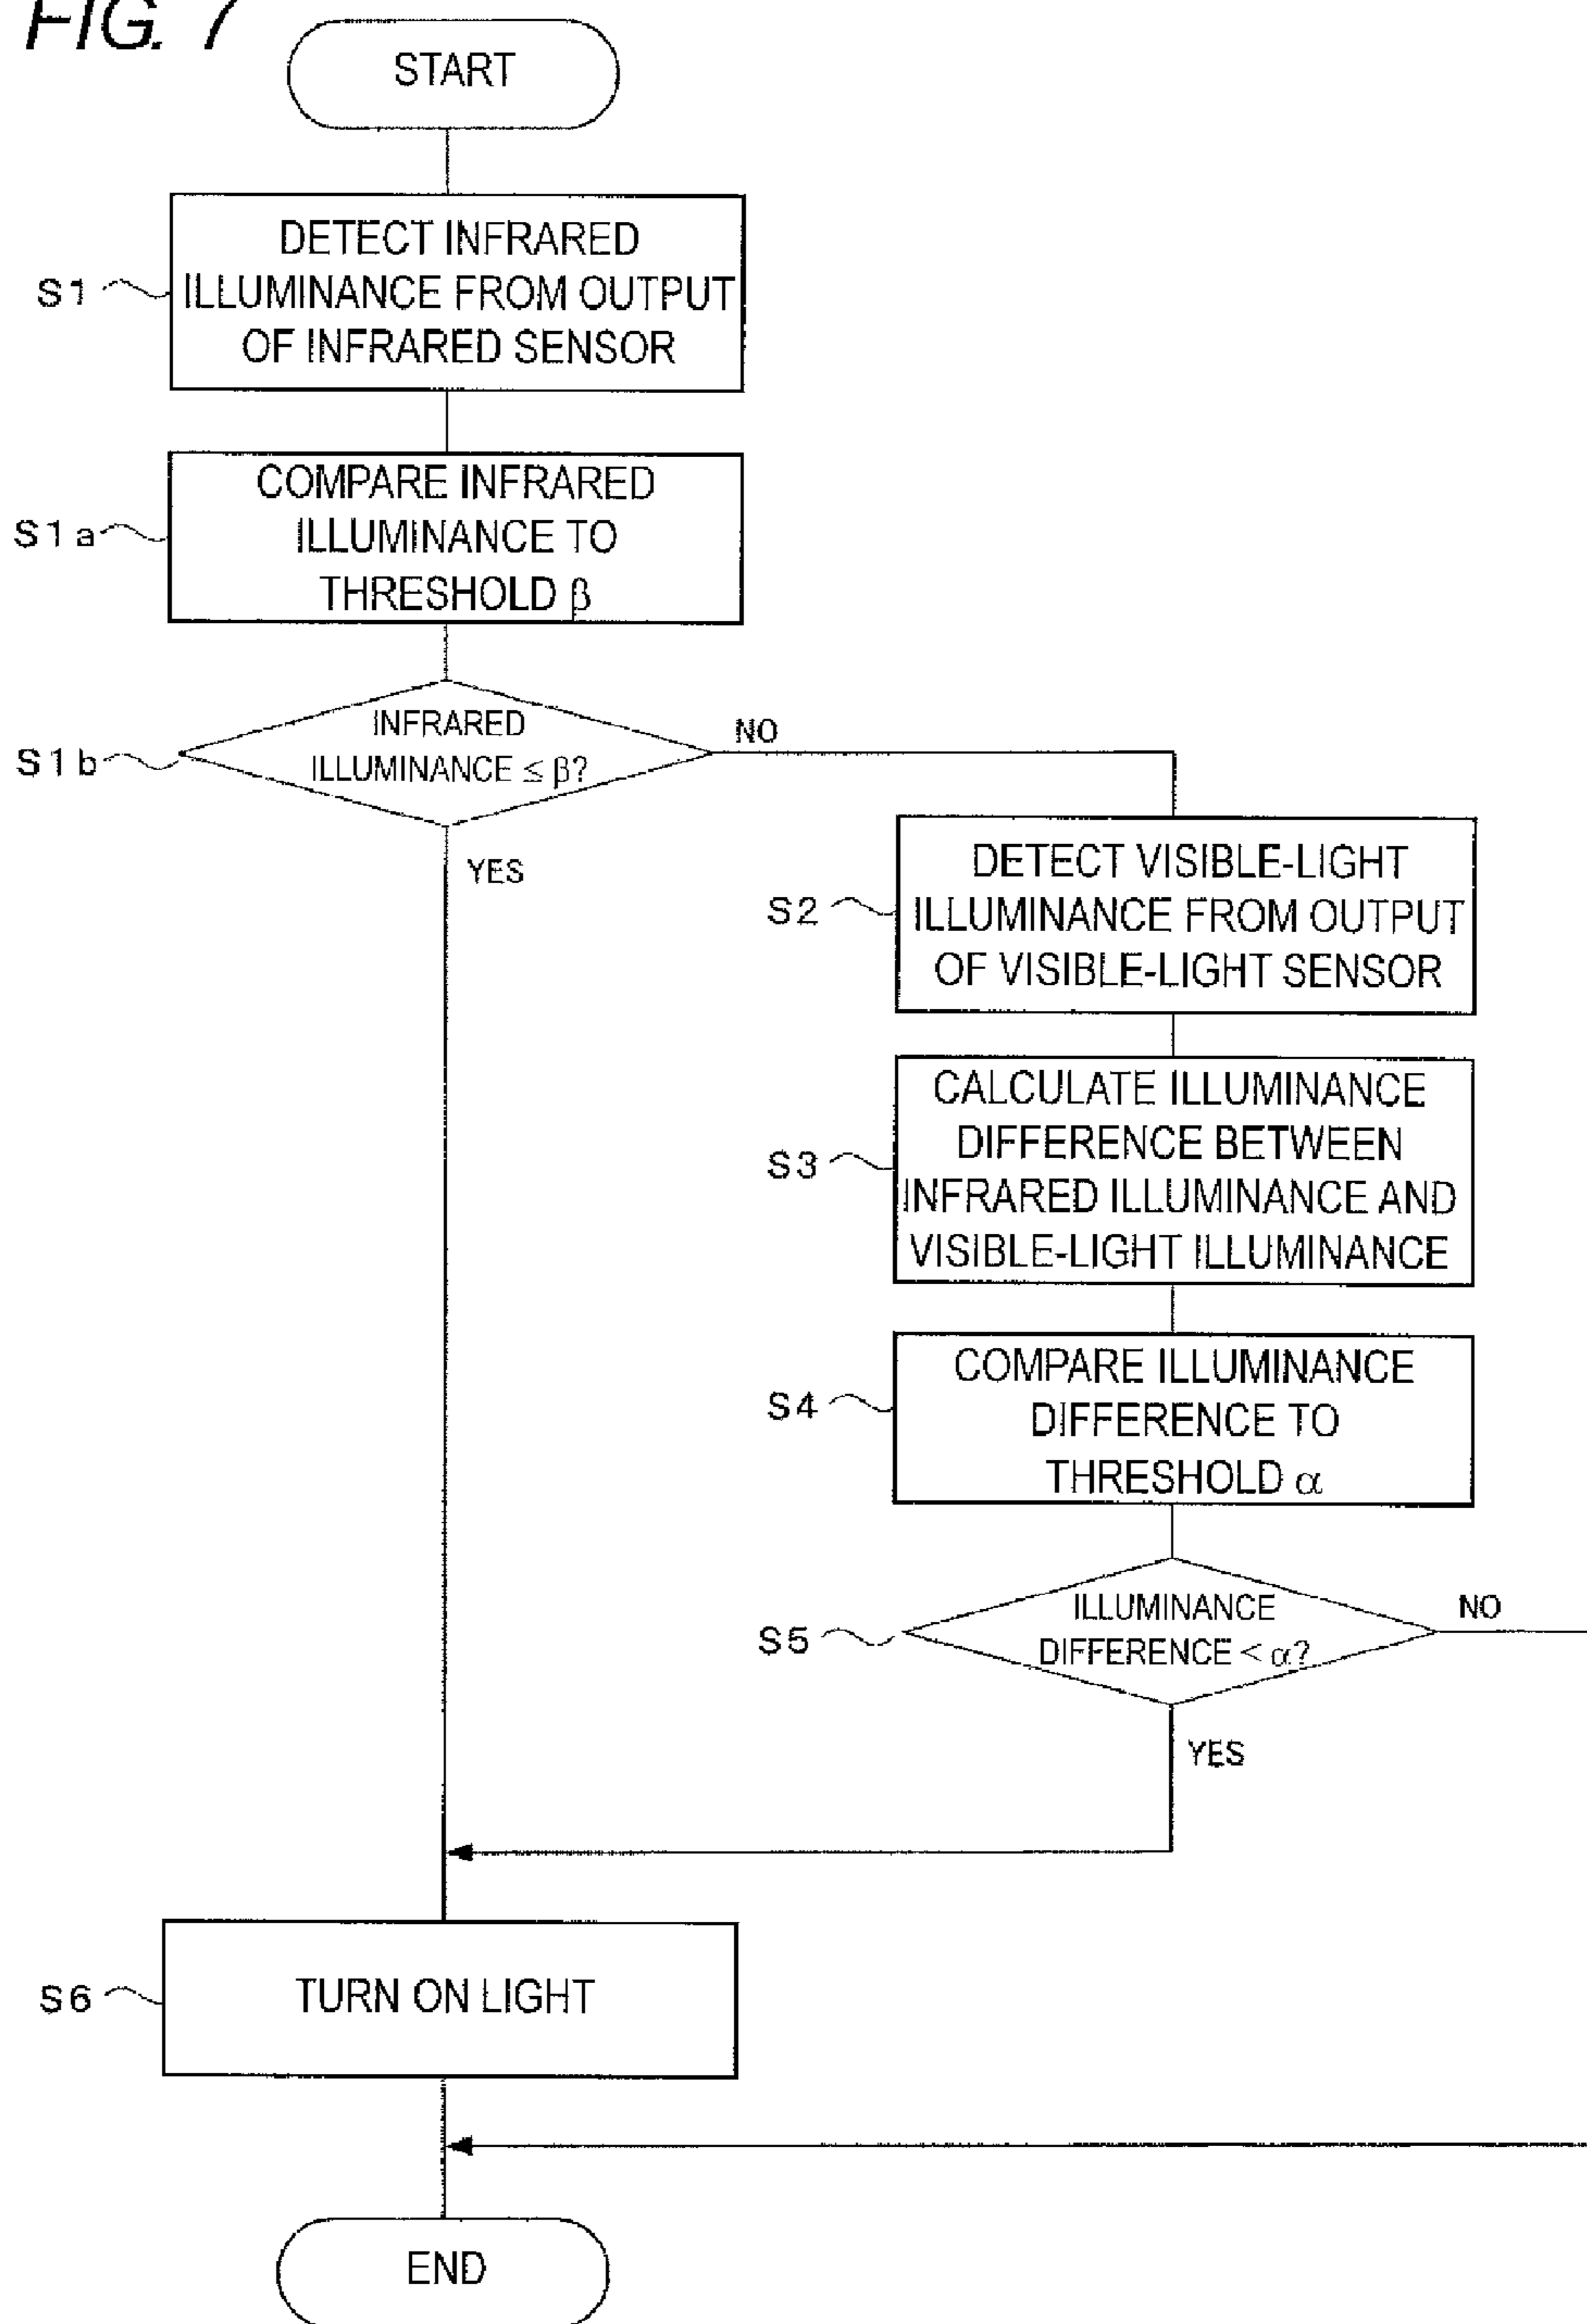 FIG. 7
START
S1
DETECT INFRARED
ILLUMINANCE FROM OUTPUT
OF INFRARED SENSOR
S1a
COMPARE INFRARED
ILLUMINANCE TO
THRESHOLD β
S1b
INFRARED
ILLUMINANCE ≤ β?
NO
YES
S2
DETECT VISIBLE-LIGHT
ILLUMINANCE FROM OUTPUT
OF VISIBLE-LIGHT SENSOR
S3
CALCULATE ILLUMINANCE
DIFFERENCE BETWEEN
INFRARED ILLUMINANCE AND
VISIBLE-LIGHT ILLUMINANCE
S4
COMPARE ILLUMINANCE
DIFFERENCE TO
THRESHOLD α
S5
ILLUMINANCE
DIFFERENCE < α?
NO
YES
S6
TURN ON LIGHT
END